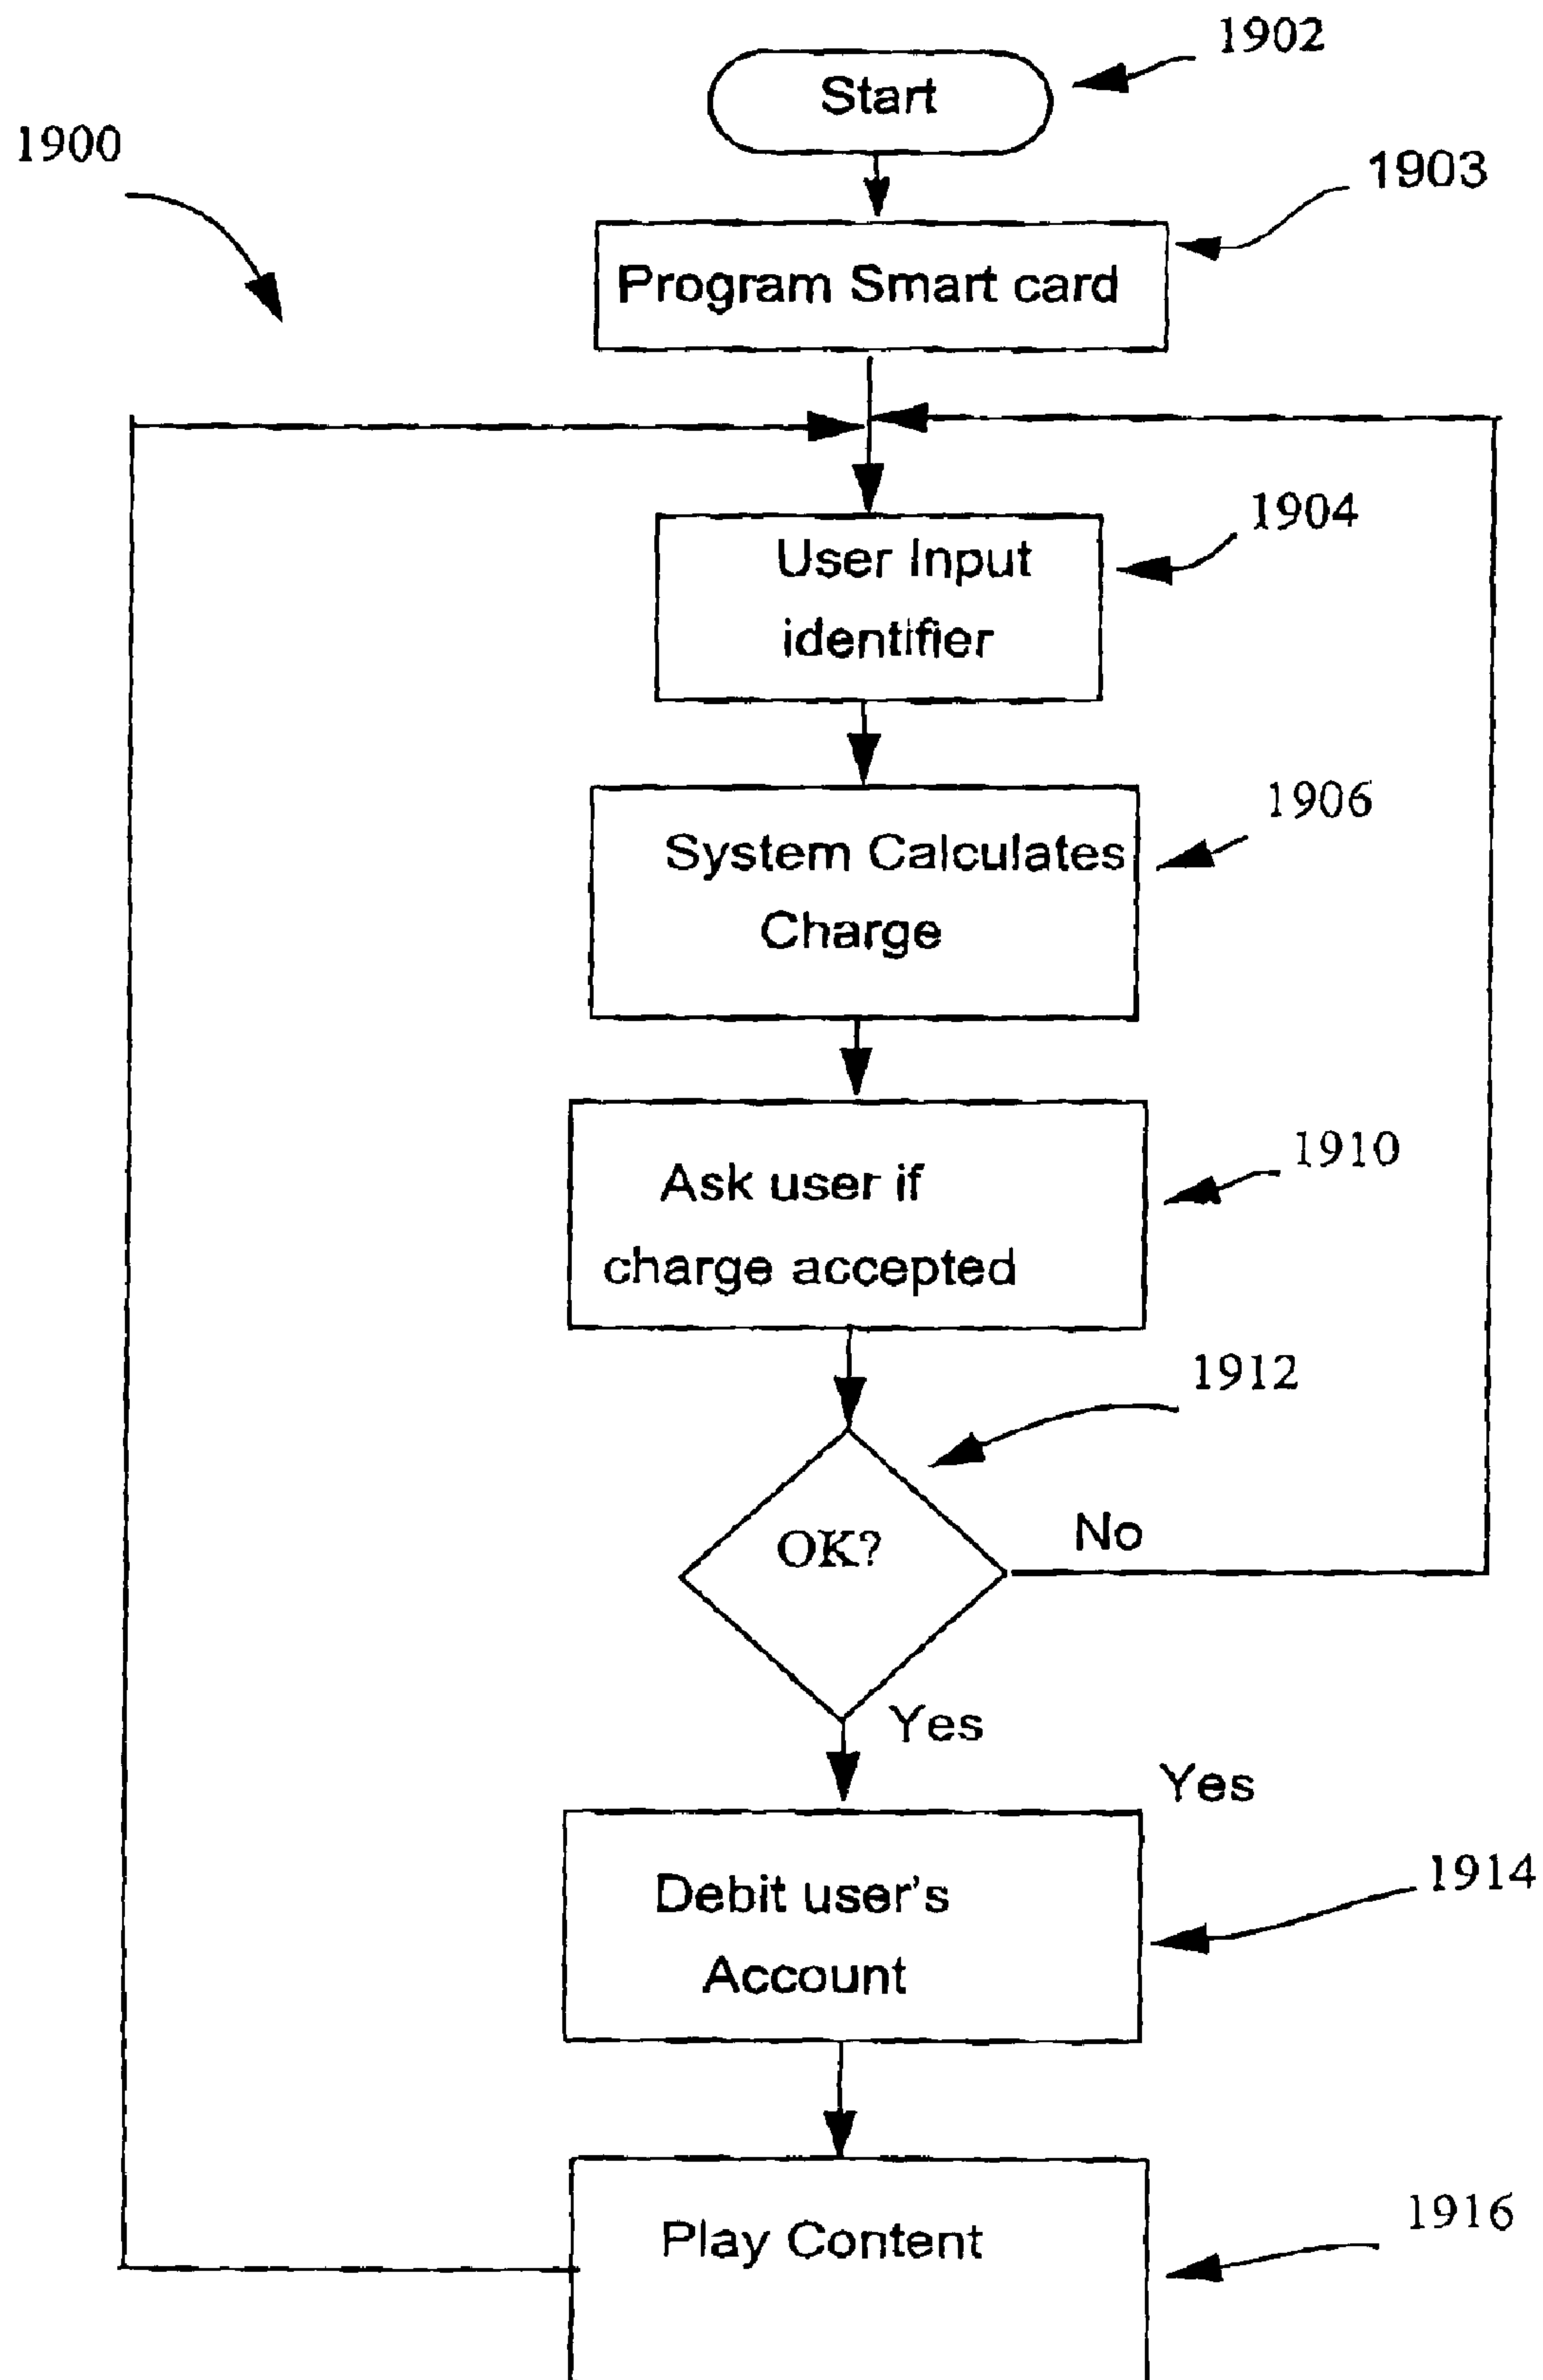 1902
Start
1900
1903
Program Smart card
1904
User Input
identifier
1906
System Calculates
Charge
1910
Ask user if
charge accepted
1912
OK?
No
Yes
Yes
1914
Debit user's
Account
1916
Play Content